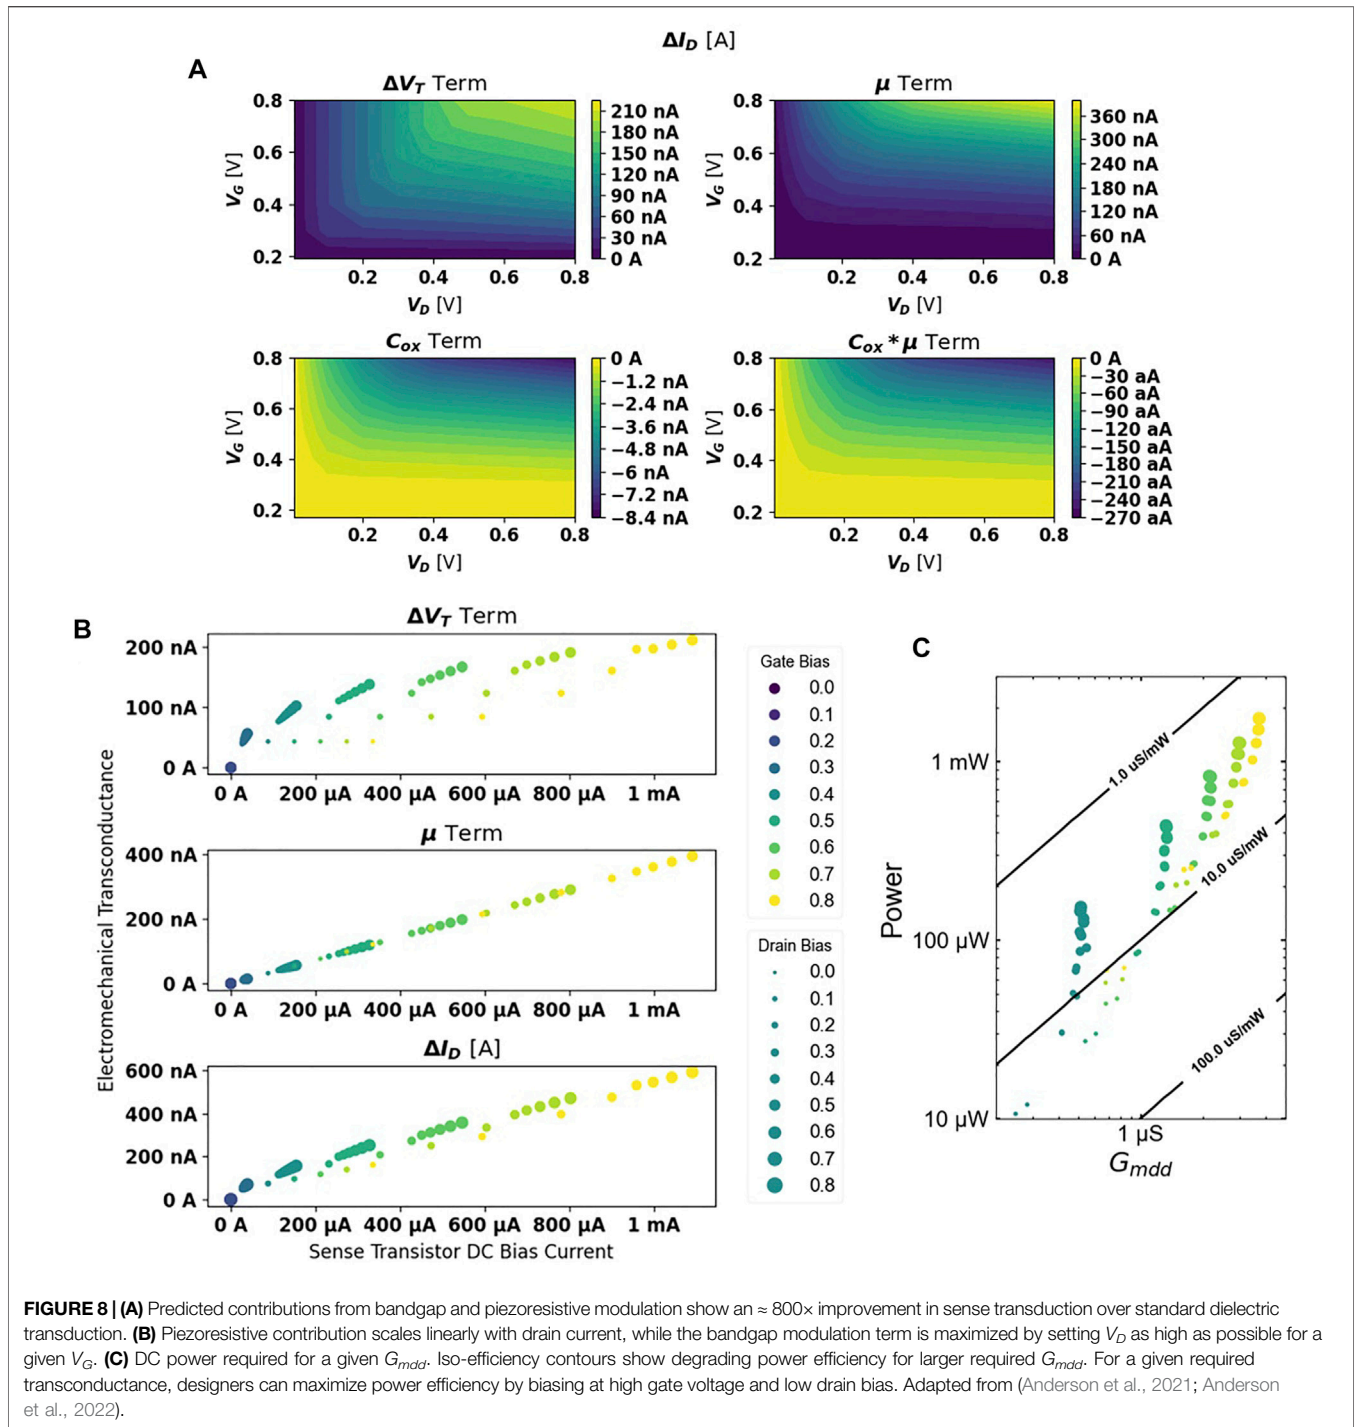 ΔI_D [A]
A
ΔV_T Term
0.8
0.6
0.4
0.2
V_G [V]
0.2 0.4 0.6 0.8
V_D [V]
210 nA
180 nA
150 nA
120 nA
90 nA
60 nA
30 nA
0 A
μ Term
0.8
0.6
0.4
0.2
V_G [V]
0.2 0.4 0.6 0.8
V_D [V]
360 nA
300 nA
240 nA
180 nA
120 nA
60 nA
0 A
C_ox Term
0.8
0.6
0.4
0.2
V_G [V]
0.2 0.4 0.6 0.8
V_D [V]
0 A
−1.2 nA
−2.4 nA
−3.6 nA
−4.8 nA
−6 nA
−7.2 nA
−8.4 nA
C_ox * μ Term
0.8
0.6
0.4
0.2
V_G [V]
0.2 0.4 0.6 0.8
V_D [V]
0 A
−30 aA
−60 aA
−90 aA
−120 aA
−150 aA
−180 aA
−210 aA
−240 aA
−270 aA
B
Electromechanical Transconductance
ΔV_T Term
200 nA
100 nA
0 A
0 A 200 μA 400 μA 600 μA 800 μA 1 mA
μ Term
400 nA
200 nA
0 A
0 A 200 μA 400 μA 600 μA 800 μA 1 mA
ΔI_D [A]
600 nA
400 nA
200 nA
0 A
0 A 200 μA 400 μA 600 μA 800 μA 1 mA
Sense Transistor DC Bias Current
Gate Bias
0.0
0.1
0.2
0.3
0.4
0.5
0.6
0.7
0.8
Drain Bias
0.0
0.1
0.2
0.3
0.4
0.5
0.6
0.7
0.8
C
Power
1 mW
100 μW
10 μW
1.0 uS/mW
10.0 uS/mW
100.0 uS/mW
1 μS
G_mdd
FIGURE 8 | (A) Predicted contributions from bandgap and piezoresistive modulation show an ≈ 800× improvement in sense transduction over standard dielectric
transduction. (B) Piezoresistive contribution scales linearly with drain current, while the bandgap modulation term is maximized by setting V_D as high as possible for a
given V_G. (C) DC power required for a given G_mdd. Iso-efficiency contours show degrading power efficiency for larger required G_mdd. For a given required
transconductance, designers can maximize power efficiency by biasing at high gate voltage and low drain bias. Adapted from (Anderson et al., 2021; Anderson
et al., 2022).